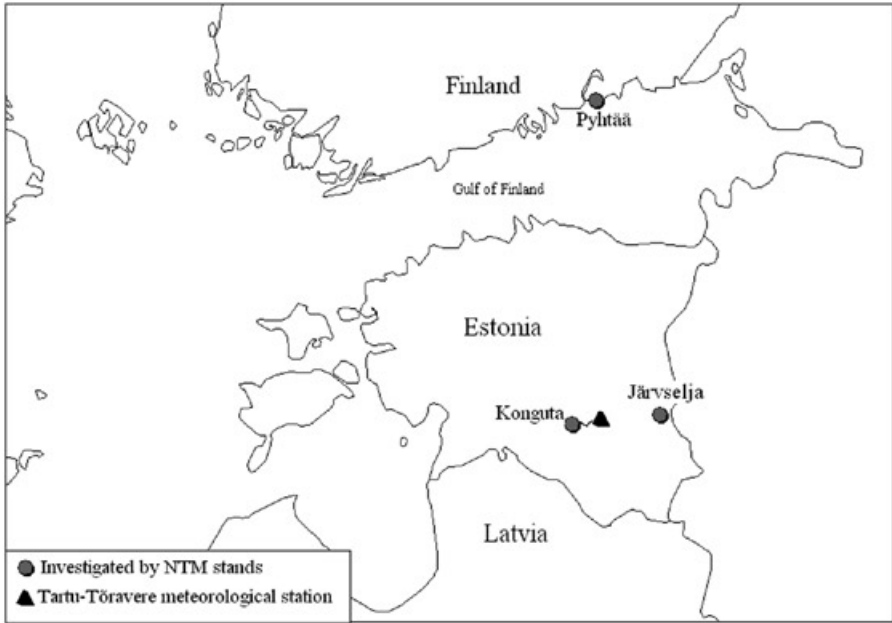 Finland
Pyhtää
Gulf of Finland
Estonia
Järvselja
Konguta
Latvia
Investigated by NTM stands
Tartu-Tõravere meteorological station